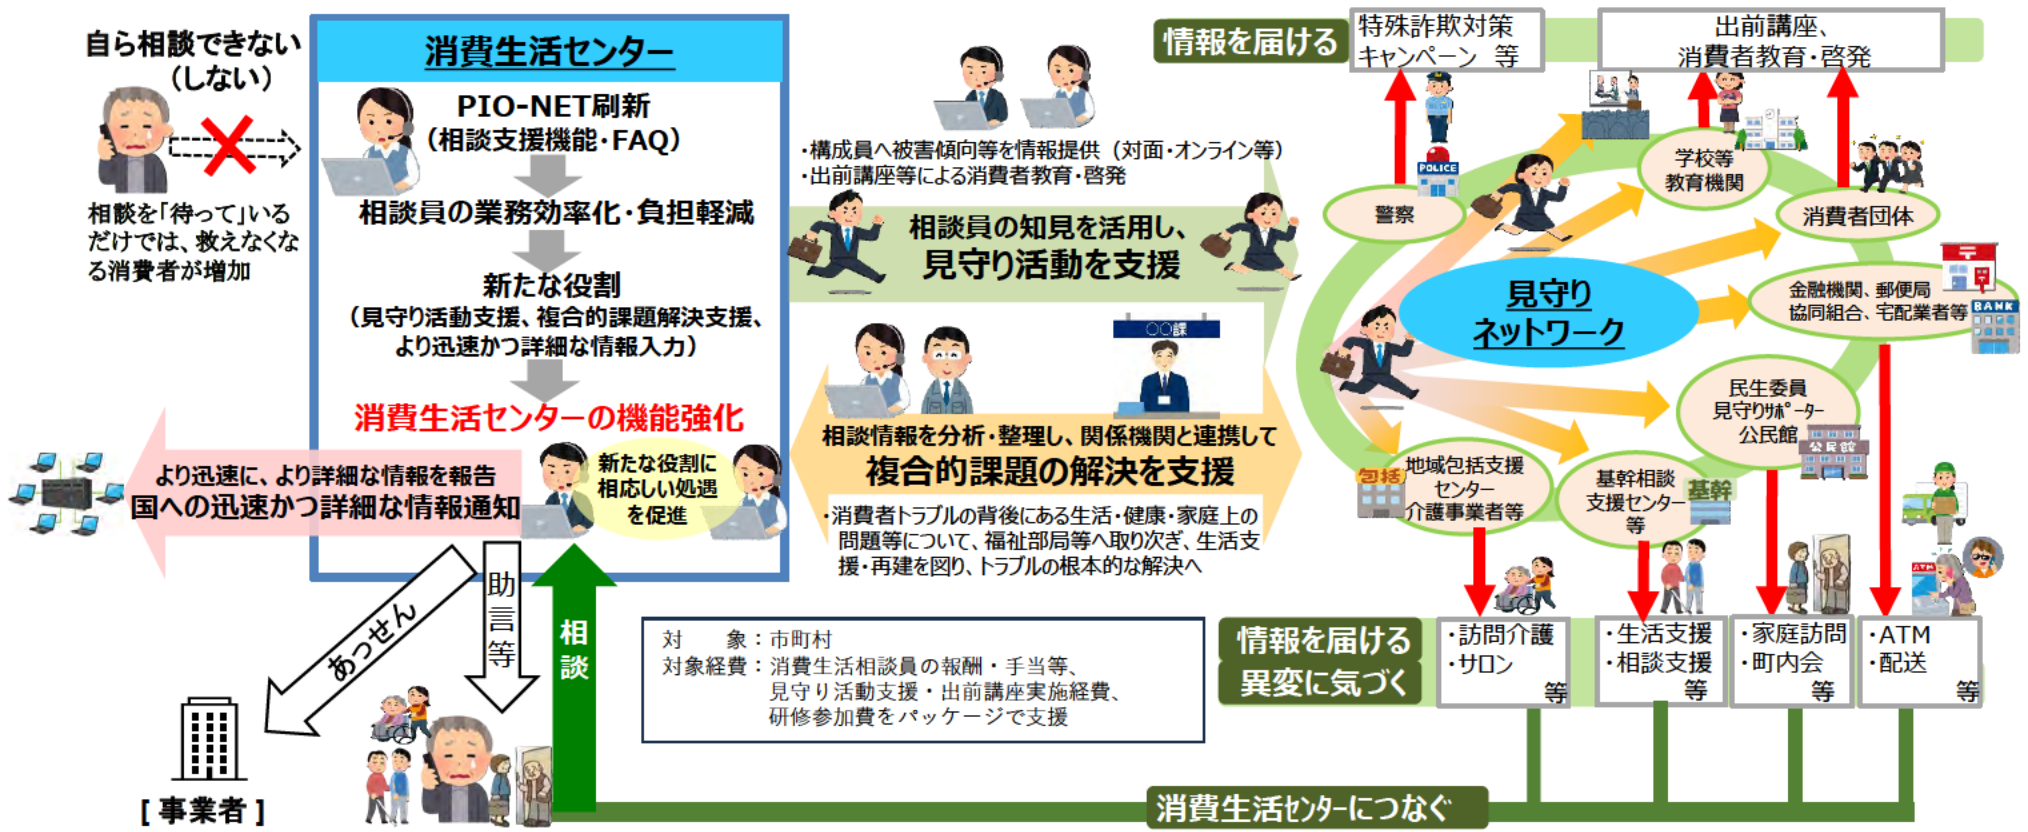 自ら相談できない
（しない）
相談を「待って」いる
だけでは、救えなくな
る消費者が増加
消費生活センター
PIO-NET刷新
（相談支援機能・FAQ）
相談員の業務効率化・負担軽減
新たな役割
（見守り活動支援、複合的課題解決支援、
より迅速かつ詳細な情報入力）
消費生活センターの機能強化
新たな役割に
相応しい処遇
を促進
より迅速に、より詳細な情報を報告
国への迅速かつ詳細な情報通知
あっせん
助言等
相談
[ 事業者 ]
・構成員へ被害傾向等を情報提供（対面・オンライン等）
・出前講座等による消費者教育・啓発
相談員の知見を活用し、
見守り活動を支援
〇〇課
相談情報を分析・整理し、関係機関と連携して
複合的課題の解決を支援
・消費者トラブルの背後にある生活・健康・家庭上の
問題等について、福祉部局等へ取り次ぎ、生活支
援・再建を図り、トラブルの根本的な解決へ
対　　象：市町村
対象経費：消費生活相談員の報酬・手当等、
見守り活動支援・出前講座実施経費、
研修参加費をパッケージで支援
情報を届ける
特殊詐欺対策
キャンペーン 等
出前講座、
消費者教育・啓発
POLICE
警察
学校等
教育機関
消費者団体
見守り
ネットワーク
金融機関、郵便局
協同組合、宅配業者等
BANK
民生委員
見守りｻﾎﾟｰﾀｰ
公民館
公民館
包括
地域包括支援
センター
介護事業者等
基幹相談
支援センター
等
基幹
ATM
情報を届ける
異変に気づく
・訪問介護
・サロン
等
・生活支援
・相談支援
等
・家庭訪問
・町内会
等
・ATM
・配送
等
消費生活ｾﾝﾀｰにつなぐ